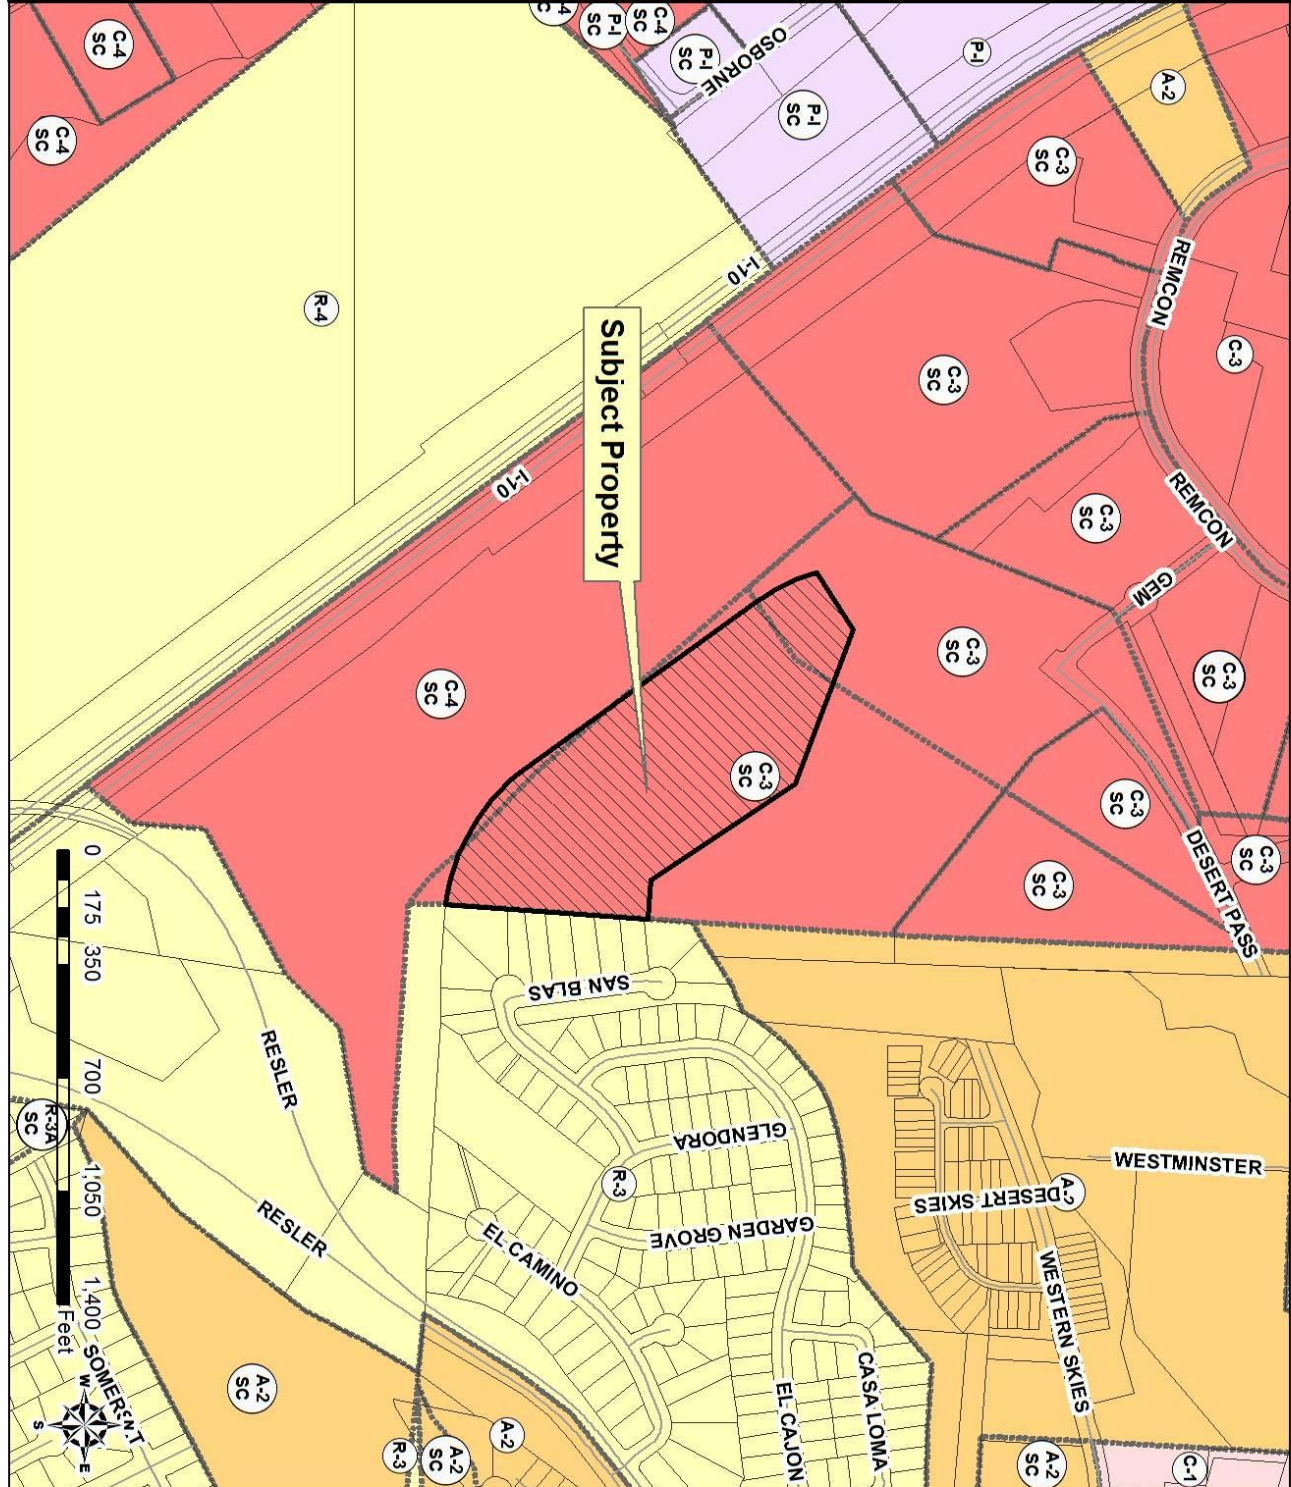 C-4
SC
P-I
SC
C-4
SC
C-4
SC
P-I
SC
OSBORNE
P-I
A-2
C-4
SC
P-I
SC
C-3
SC
REMCON
I-10
R-4
C-3
C-3
SC
Subject Property
I-10
REMCON
C-3
SC
GEM
C-3
SC
C-3
SC
C-4
SC
C-3
SC
C-3
SC
C-3
SC
C-3
SC
DESERT PASS
SAN BLAS
RESLER
GLENDORA
R-3
WESTMINSTER
A-2
DESERT SKIES
R-3A
SC
RESLER
GARDEN GROVE
EL CAMINO
WESTERN SKIES
CASA LOMA
EL CAJON
A-2
SC
A-2
R-3
A-2
SC
A-2
SC
C-1
SOMERSET
0 175 350 700 1,050 1,400
Feet
N
W
E
S